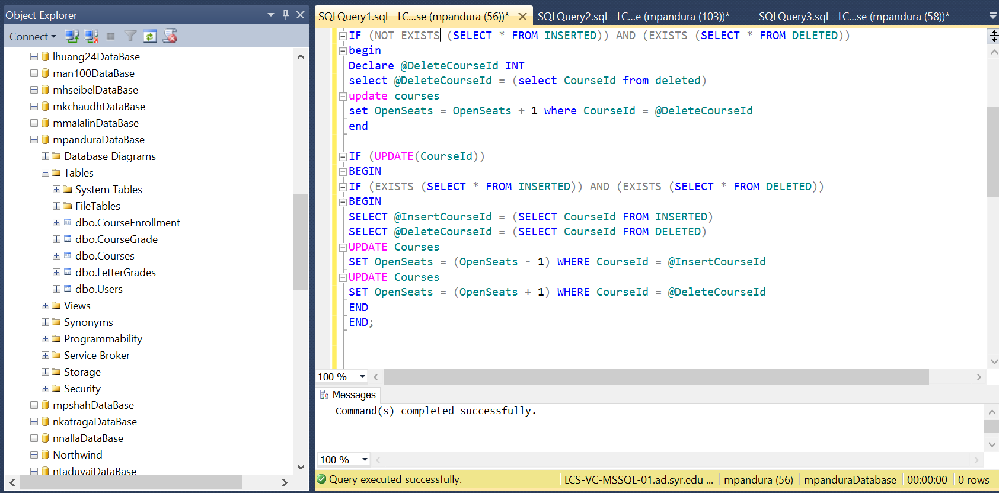 Object Explorer
Connect
lhuang24DataBase
man100DataBase
mhseibelDataBase
mkchaudhDataBase
mmalalinDataBase
mpanduraDataBase
Database Diagrams
Tables
System Tables
FileTables
dbo.CourseEnrollment
dbo.CourseGrade
dbo.Courses
dbo.LetterGrades
dbo.Users
Views
Synonyms
Programmability
Service Broker
Storage
Security
mpshahDataBase
nkatragaDataBase
nnallaDataBase
Northwind
ntaduvaiDataBase
SQLQuery1.sql - LC...se (mpandura (56))* SQLQuery2.sql - LC...e (mpandura (103))* SQLQuery3.sql - LC...se (mpandura (58))*
IF (NOT EXISTS (SELECT * FROM INSERTED)) AND (EXISTS (SELECT * FROM DELETED))
begin
Declare @DeleteCourseId INT
select @DeleteCourseId = (select CourseId from deleted)
update courses
set OpenSeats = OpenSeats + 1 where CourseId = @DeleteCourseId
end
IF (UPDATE(CourseId))
BEGIN
IF (EXISTS (SELECT * FROM INSERTED)) AND (EXISTS (SELECT * FROM DELETED))
BEGIN
SELECT @InsertCourseId = (SELECT CourseId FROM INSERTED)
SELECT @DeleteCourseId = (SELECT CourseId FROM DELETED)
UPDATE Courses
SET OpenSeats = (OpenSeats - 1) WHERE CourseId = @InsertCourseId
UPDATE Courses
SET OpenSeats = (OpenSeats + 1) WHERE CourseId = @DeleteCourseId
END
END;
100 %
Messages
Command(s) completed successfully.
100 %
Query executed successfully. LCS-VC-MSSQL-01.ad.syr.edu ... mpandura (56) mpanduraDatabase 00:00:00 0 rows